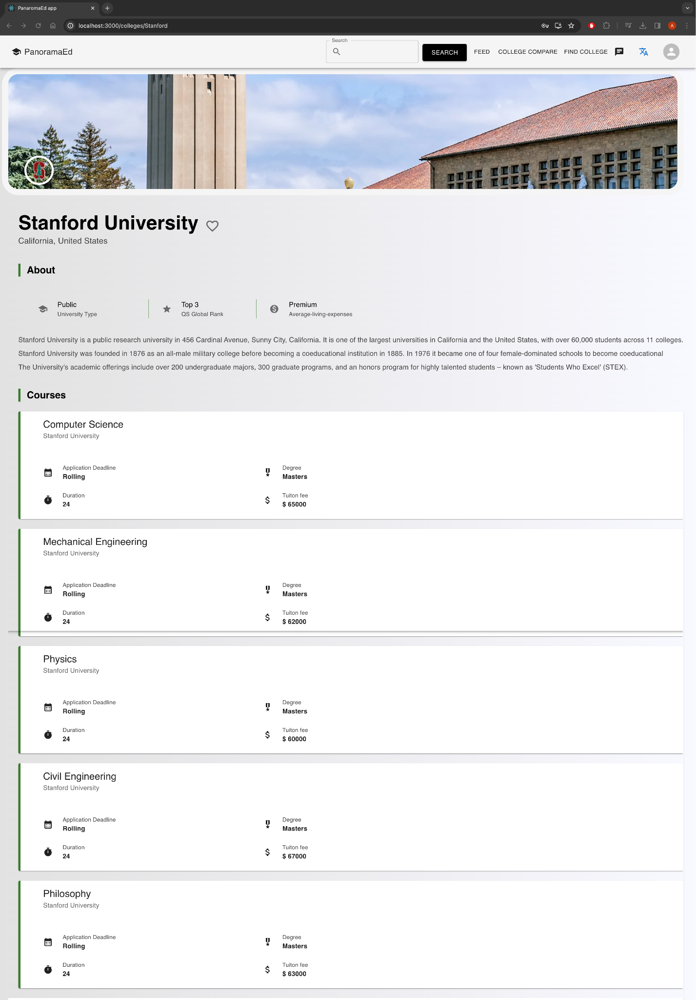 PanaromaEd app
localhost:3000/colleges/Stanford
A
PanoramaEd
Search
SEARCH
FEED
COLLEGE COMPARE
FIND COLLEGE
Stanford University
California, United States
About
Public
University Type
Top 3
QS Global Rank
Premium
Average-living-expenses
Stanford University is a public research university in 456 Cardinal Avenue, Sunny City, California. It is one of the largest universities in California and the United States, with over 60,000 students across 11 colleges.
Stanford University was founded in 1876 as an all-male military college before becoming a coeducational institution in 1885. In 1976 it became one of four female-dominated schools to become coeducational
The University's academic offerings include over 200 undergraduate majors, 300 graduate programs, and an honors program for highly talented students – known as 'Students Who Excel' (STEX).
Courses
Computer Science
Stanford University
Application Deadline
Rolling
Degree
Masters
Duration
24
Tuiton fee
$ 65000
Mechanical Engineering
Stanford University
Application Deadline
Rolling
Degree
Masters
Duration
24
Tuiton fee
$ 62000
Physics
Stanford University
Application Deadline
Rolling
Degree
Masters
Duration
24
Tuiton fee
$ 60000
Civil Engineering
Stanford University
Application Deadline
Rolling
Degree
Masters
Duration
24
Tuiton fee
$ 67000
Philosophy
Stanford University
Application Deadline
Rolling
Degree
Masters
Duration
24
Tuiton fee
$ 63000